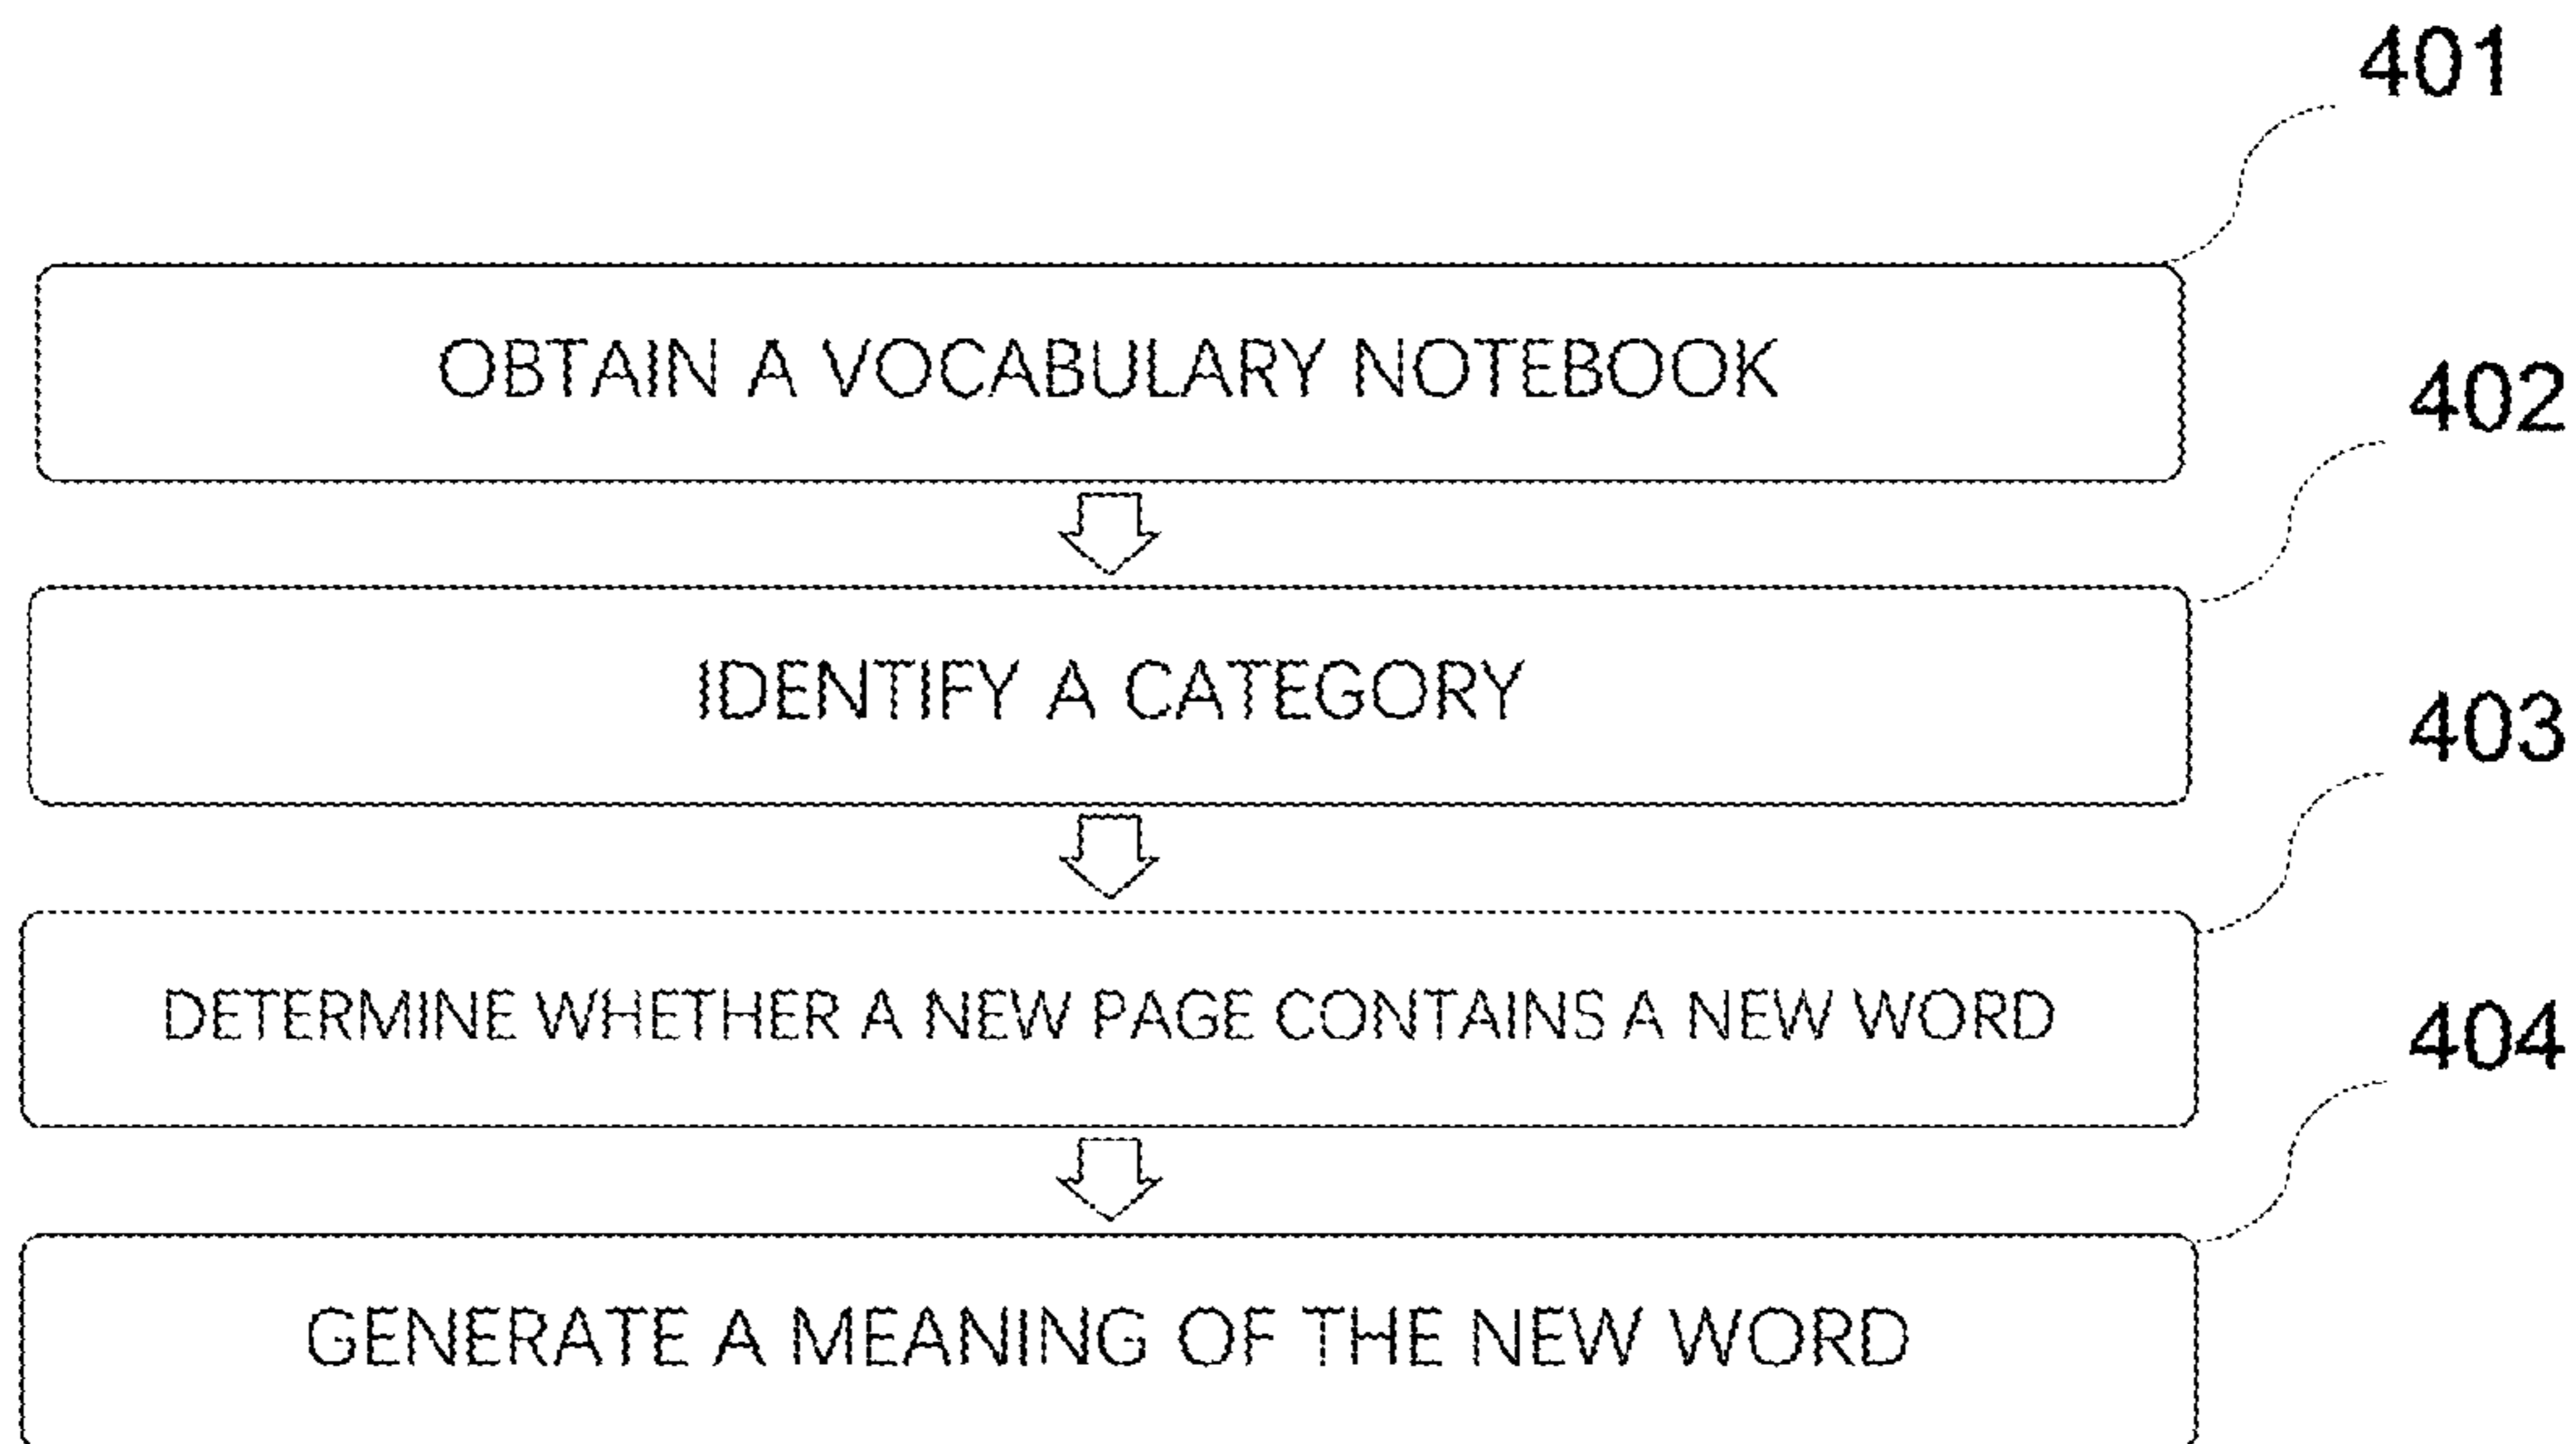 401
OBTAIN A VOCABULARY NOTEBOOK
402
IDENTIFY A CATEGORY
403
DETERMINE WHETHER A NEW PAGE CONTAINS A NEW WORD
404
GENERATE A MEANING OF THE NEW WORD